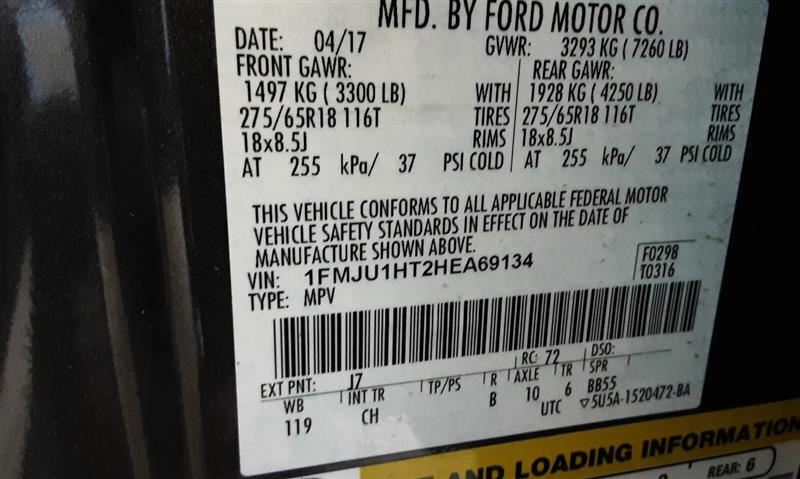 MFD. BY FORD MOTOR CO.
DATE: 04/17 GVWR: 3293 KG ( 7260 LB)
FRONT GAWR: REAR GAWR:
1497 KG ( 3300 LB) WITH 1928 KG ( 4250 LB) WITH
275/65R18 116T TIRES 275/65R18 116T TIRES
18x8.5J RIMS 18x8.5J RIMS
AT 255 kPa/ 37 PSI COLD AT 255 kPa/ 37 PSI COLD
THIS VEHICLE CONFORMS TO ALL APPLICABLE FEDERAL MOTOR
VEHICLE SAFETY STANDARDS IN EFFECT ON THE DATE OF
MANUFACTURE SHOWN ABOVE.
VIN: 1FMJU1HT2HEA69134 F0298
TYPE: MPV T0316
EXT PNT: J7 RC: 72 DSO:
WB INT TR TP/PS R AXLE TR SPR
119 CH B 10 6 BB55
UTC ▽5U5A-1520472-BA
AND LOADING INFORMATION
REAR: 6